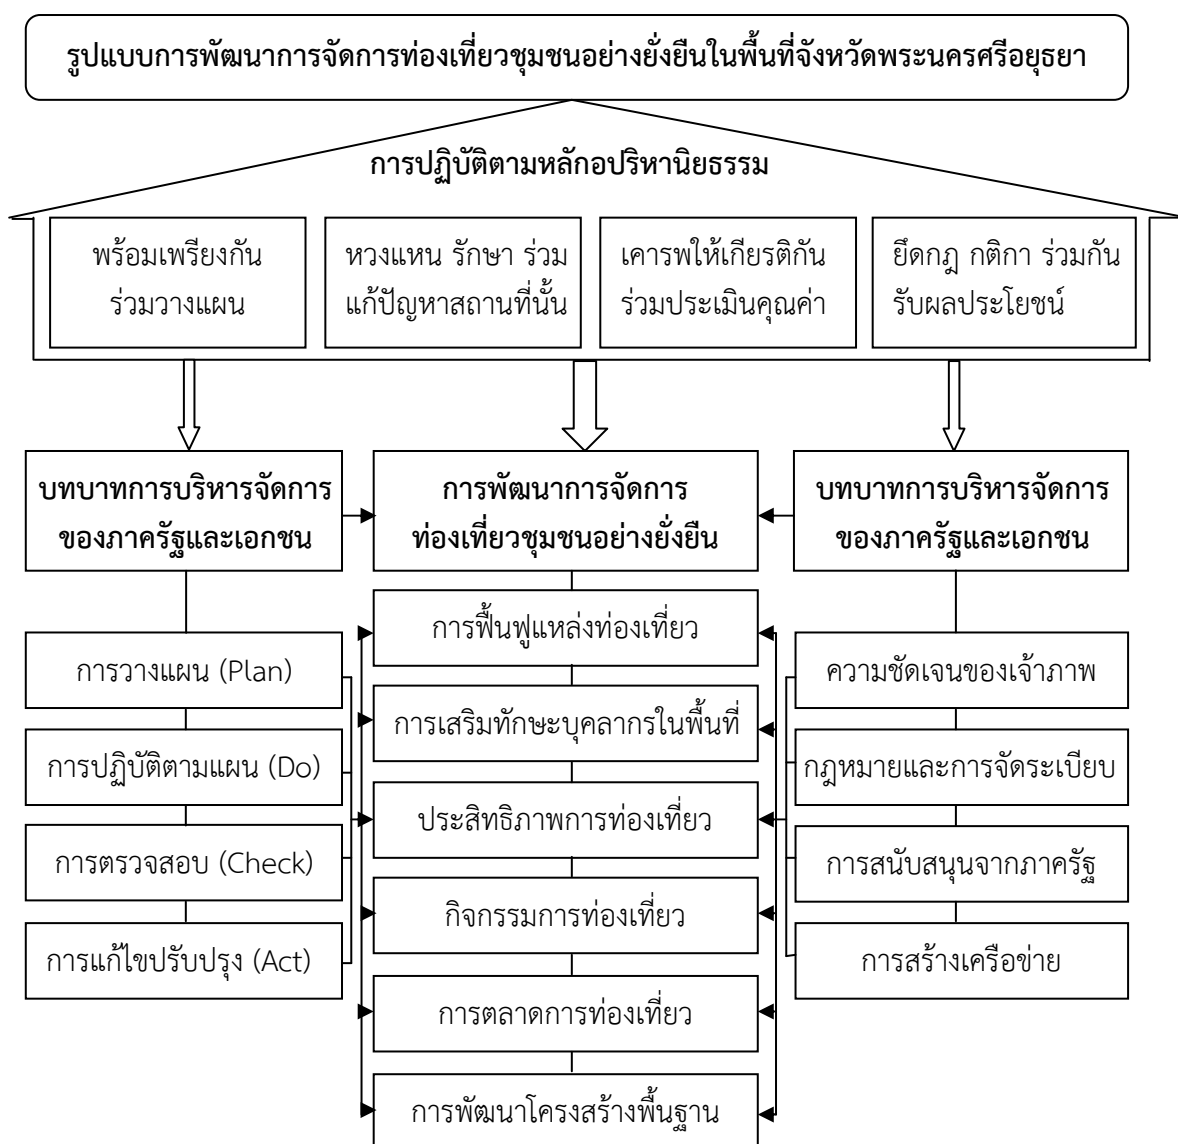 รูปแบบการพัฒนาการจัดการท่องเที่ยวชุมชนอย่างยั่งยืนในพื้นที่จังหวัดพระนครศรีอยุธยา
การปฏิบัติตามหลักอปริหานิยธรรม
พร้อมเพรียงกัน
ร่วมวางแผน
หวงแหน รักษา ร่วม
แก้ปัญหาสถานที่นั้น
เคารพให้เกียรติกัน
ร่วมประเมินคุณค่า
ยึดกฎ กติกา ร่วมกัน
รับผลประโยชน์
บทบาทการบริหารจัดการ
ของภาครัฐและเอกชน
การพัฒนาการจัดการ
ท่องเที่ยวชุมชนอย่างยั่งยืน
บทบาทการบริหารจัดการ
ของภาครัฐและเอกชน
การวางแผน (Plan)
การปฏิบัติตามแผน (Do)
การตรวจสอบ (Check)
การแก้ไขปรับปรุง (Act)
การฟื้นฟูแหล่งท่องเที่ยว
การเสริมทักษะบุคลากรในพื้นที่
ประสิทธิภาพการท่องเที่ยว
กิจกรรมการท่องเที่ยว
การตลาดการท่องเที่ยว
การพัฒนาโครงสร้างพื้นฐาน
ความชัดเจนของเจ้าภาพ
กฎหมายและการจัดระเบียบ
การสนับสนุนจากภาครัฐ
การสร้างเครือข่าย